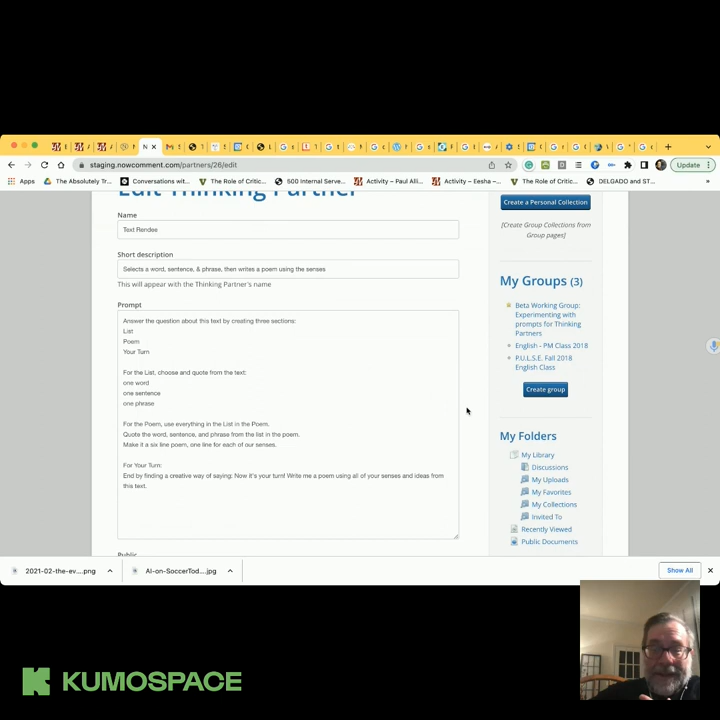 staging.nowcomment.com/partners/26/edit
Update
Apps
The Absolutely Tr...
Conversations wit...
The Role of Critic...
500 Internal Serve...
Activity – Paul Alli...
Activity – Eesha –...
The Role of Critic...
DELGADO and ST...
Edit Thinking Partner
Name
Text Rendee
Short description
Selects a word, sentence, & phrase, then writes a poem using the senses
This will appear with the Thinking Partner's name
Prompt
Answer the question about this text by creating three sections:
List
Poem
Your Turn
For the List, choose and quote from the text:
one word
one sentence
one phrase
For the Poem, use everything in the List in the Poem.
Quote the word, sentence, and phrase from the list in the poem.
Make it a six line poem, one line for each of our senses.
For Your Turn:
End by finding a creative way of saying: Now it's your turn! Write me a poem using all of your senses and ideas from
this text.
Public
Create a Personal Collection
[Create Group Collections from
Group pages]
My Groups (3)
Beta Working Group:
Experimenting with
prompts for Thinking
Partners
English - PM Class 2018
P.U.L.S.E. Fall 2018
English Class
Create group
My Folders
My Library
Discussions
My Uploads
My Favorites
My Collections
Invited To
Recently Viewed
Public Documents
2021-02-the-ev....png
AI-on-SoccerTod....jpg
Show All
KUMOSPACE